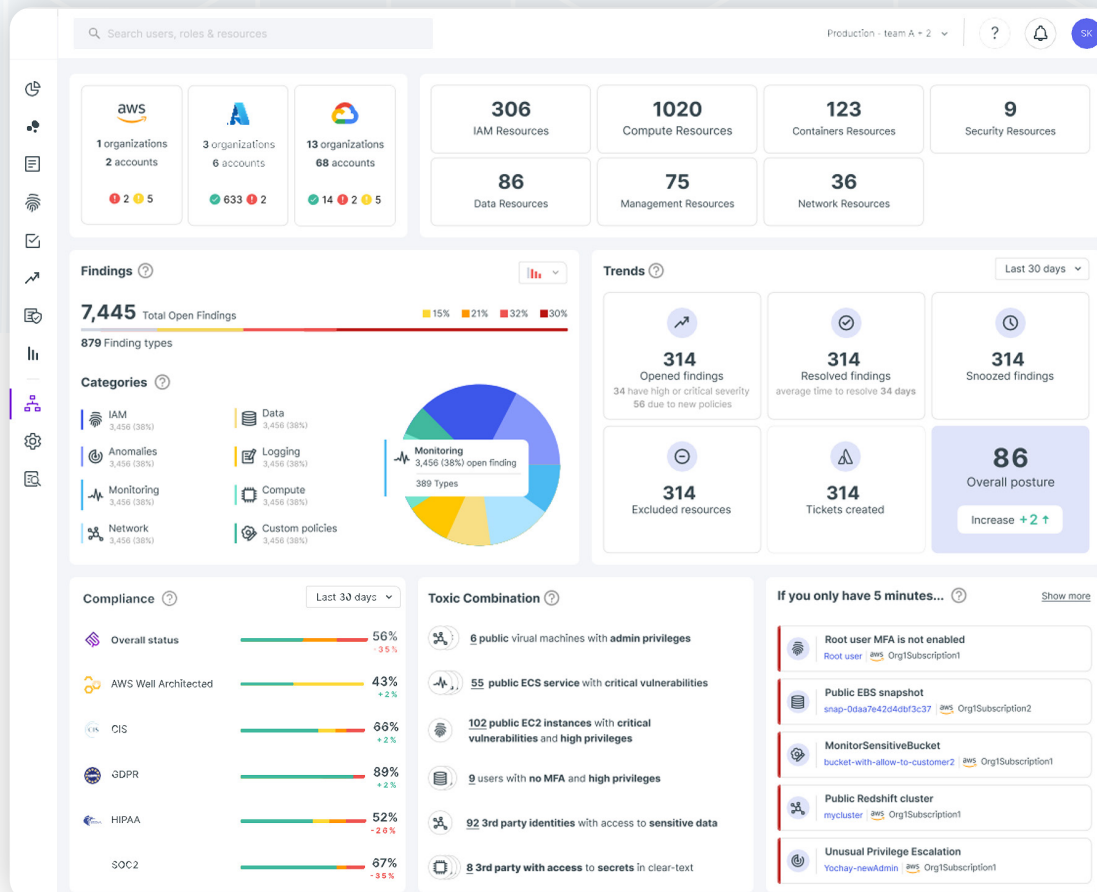 Search users, roles & resources
Production - team A + 2
?
SK
aws
1 organizations
2 accounts
2 5
3 organizations
6 accounts
633 2
13 organizations
68 accounts
14 2 5
306
IAM Resources
1020
Compute Resources
123
Containers Resources
9
Security Resources
86
Data Resources
75
Management Resources
36
Network Resources
Findings ?
7,445 Total Open Findings
15% 21% 32% 30%
879 Finding types
Categories ?
IAM
3,456 (38%)
Data
3,456 (38%)
Anomalies
3,456 (38%)
Logging
3,456 (38%)
Monitoring
3,456 (38%)
Compute
3,456 (38%)
Network
3,456 (38%)
Custom policies
3,456 (38%)
Monitoring
3,456 (38%) open finding
389 Types
Trends ?
Last 30 days
314
Opened findings
34 have high or critical severity
56 due to new policies
314
Resolved findings
average time to resolve 34 days
314
Snoozed findings
314
Excluded resources
314
Tickets created
86
Overall posture
Increase +2 ↑
Compliance ?
Last 30 days
Overall status
56%
-35%
AWS Well Architected
43%
+2%
CIS
CIS
66%
+2%
GDPR
89%
+2%
HIPAA
52%
-26%
SOC2
67%
-35%
Toxic Combination ?
6 public virual machines with admin privileges
55 public ECS service with critical vulnerabilities
102 public EC2 instances with critical
vulnerabilities and high privileges
9 users with no MFA and high privileges
92 3rd party identities with access to sensitive data
8 3rd party with access to secrets in clear-text
If you only have 5 minutes... ?
Show more
Root user MFA is not enabled
Root user aws Org1Subscription1
Public EBS snapshot
snap-0daa7e42d4dbf3c37 aws Org1Subscription2
MonitorSensitiveBucket
bucket-with-allow-to-customer2 aws Org1Subscription1
Public Redshift cluster
mycluster aws Org1Subscription1
Unusual Privilege Escalation
Yochay-newAdmin aws Org1Subscription1